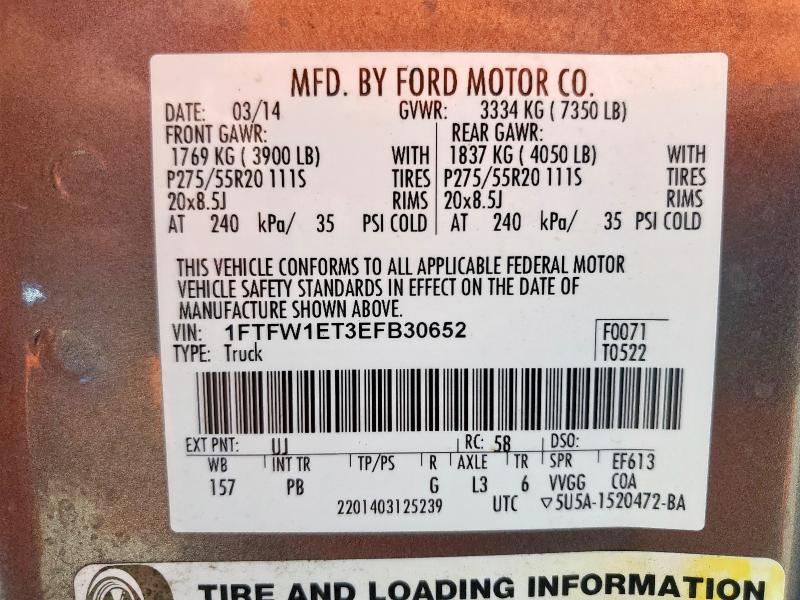 MFD. BY FORD MOTOR CO.
DATE: 03/14 GVWR: 3334 KG ( 7350 LB)
FRONT GAWR: REAR GAWR:
1769 KG ( 3900 LB) WITH 1837 KG ( 4050 LB) WITH
P275/55R20 111S TIRES P275/55R20 111S TIRES
20x8.5J RIMS 20x8.5J RIMS
AT 240 kPa/ 35 PSI COLD AT 240 kPa/ 35 PSI COLD
THIS VEHICLE CONFORMS TO ALL APPLICABLE FEDERAL MOTOR
VEHICLE SAFETY STANDARDS IN EFFECT ON THE DATE OF
MANUFACTURE SHOWN ABOVE.
VIN: 1FTFW1ET3EFB30652 F0071
TYPE: Truck T0522
EXT PNT: UJ RC: 58 DSO:
WB INT TR TP/PS R AXLE TR SPR EF613
157 PB G L3 6 VVGG COA
2201403125239 UTC ▽5U5A-1520472-BA
TIRE AND LOADING INFORMATION